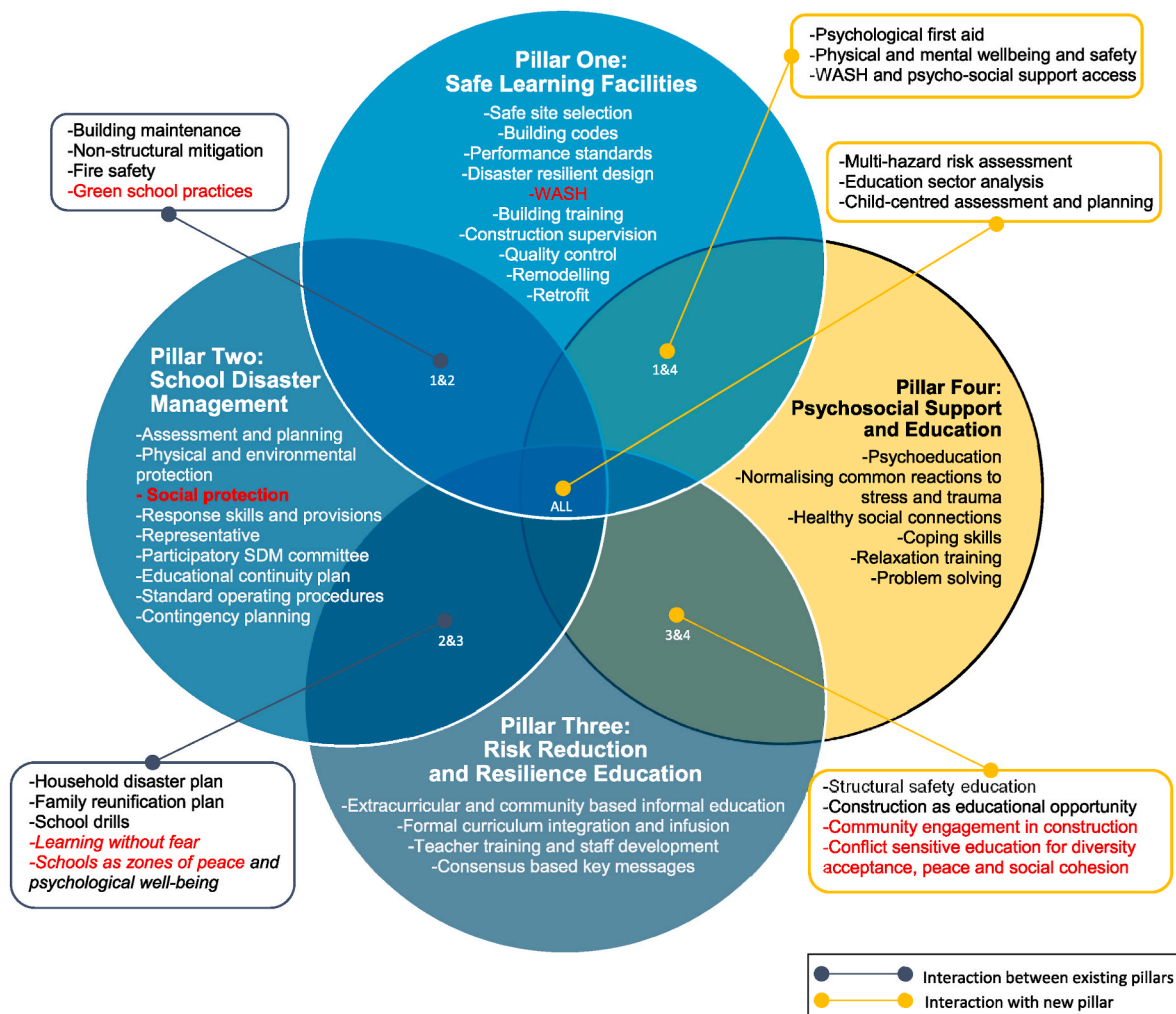 Pillar One:
Safe Learning Facilities
-Safe site selection
-Building codes
-Performance standards
-Disaster resilient design
-WASH
-Building training
-Construction supervision
-Quality control
-Remodelling
-Retrofit
-Psychological first aid
-Physical and mental wellbeing and safety
-WASH and psycho-social support access
-Building maintenance
-Non-structural mitigation
-Fire safety
-Green school practices
-Multi-hazard risk assessment
-Education sector analysis
-Child-centred assessment and planning
1&2
1&4
Pillar Two:
School Disaster
Management
-Assessment and planning
-Physical and environmental
protection
- Social protection
-Response skills and provisions
-Representative
-Participatory SDM committee
-Educational continuity plan
-Standard operating procedures
-Contingency planning
Pillar Four:
Psychosocial Support
and Education
-Psychoeducation
-Normalising common reactions to
stress and trauma
-Healthy social connections
-Coping skills
-Relaxation training
-Problem solving
ALL
2&3
3&4
Pillar Three:
Risk Reduction
and Resilience Education
-Extracurricular and community based informal education
-Formal curriculum integration and infusion
-Teacher training and staff development
-Consensus based key messages
-Household disaster plan
-Family reunification plan
-School drills
-Learning without fear
-Schools as zones of peace and
psychological well-being
-Structural safety education
-Construction as educational opportunity
-Community engagement in construction
-Conflict sensitive education for diversity
acceptance, peace and social cohesion
Interaction between existing pillars
Interaction with new pillar